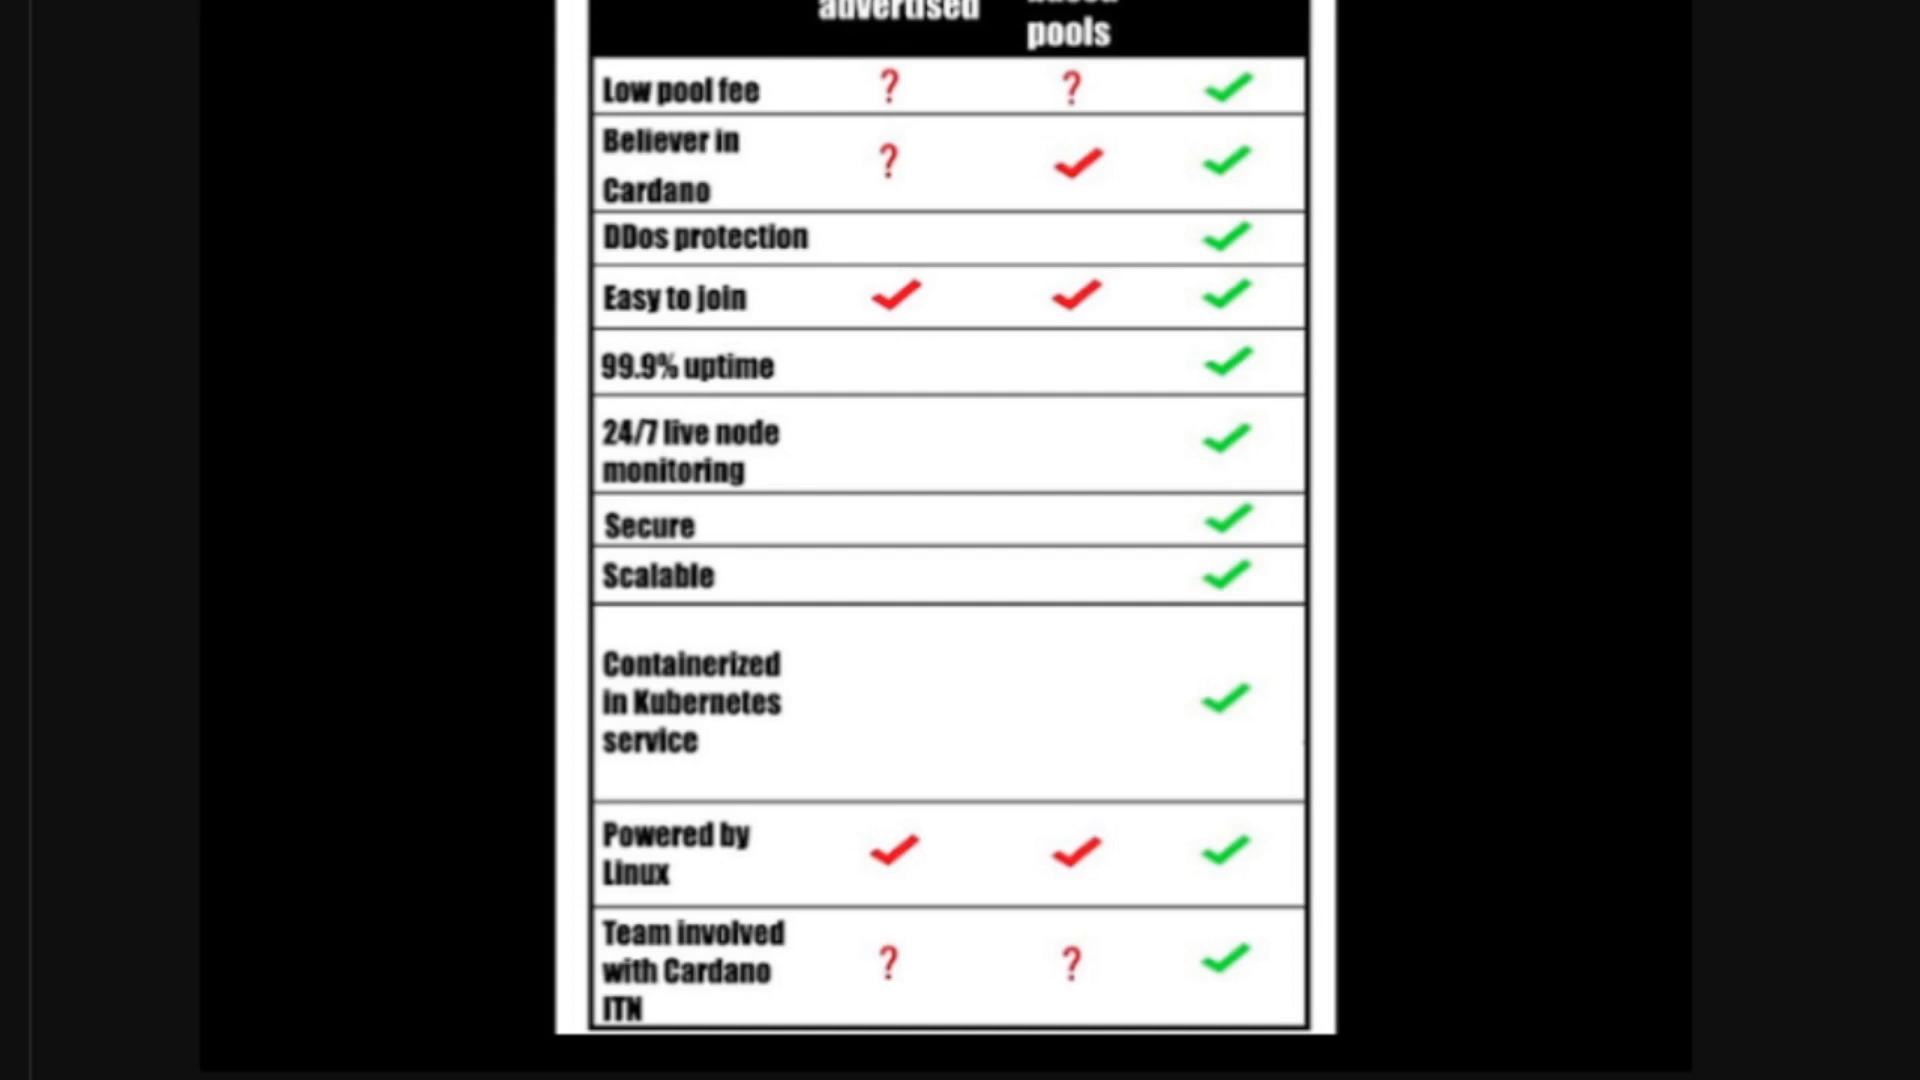 advertised
pools
Low pool fee ? ?
Believer in
Cardano ?
DDos protection
Easy to join
99.9% uptime
24/7 live node
monitoring
Secure
Scalable
Containerized
in Kubernetes
service
Powered by
Linux
Team involved
with Cardano ? ?
ITN